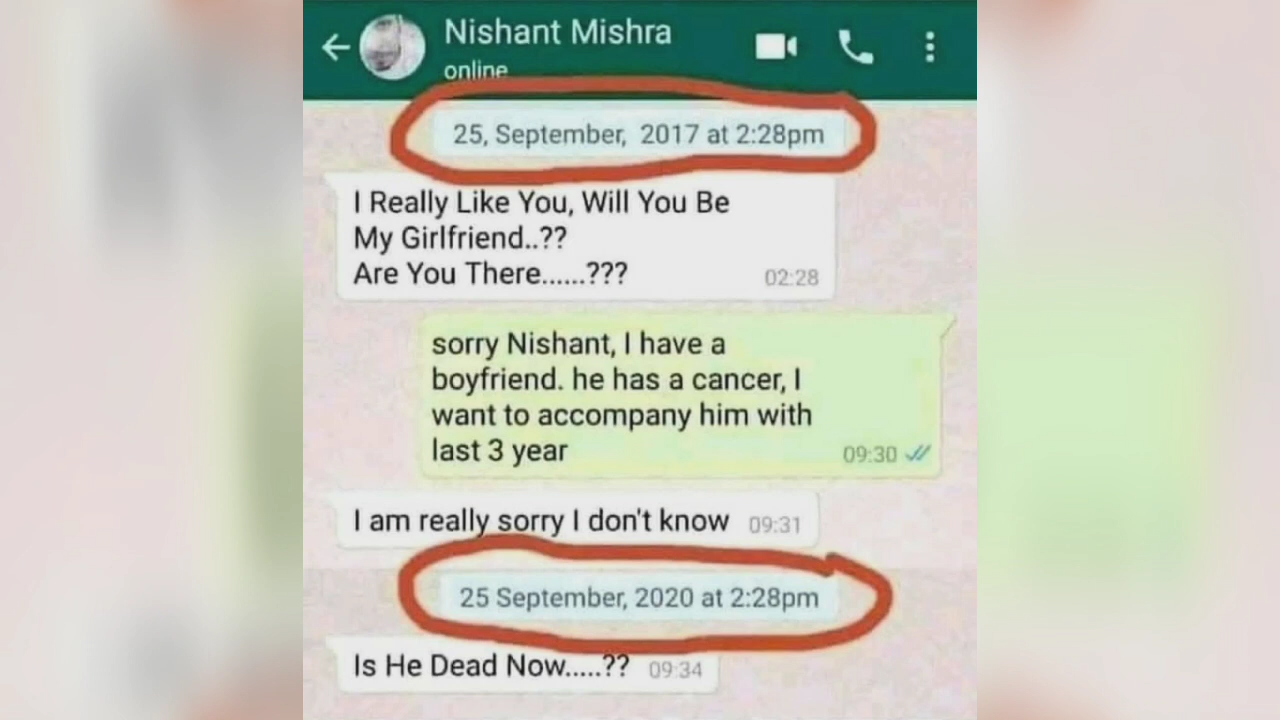 Nishant Mishra
online
25, September, 2017 at 2:28pm
I Really Like You, Will You Be
My Girlfriend..??
Are You There......???
02:28
sorry Nishant, I have a
boyfriend. he has a cancer, I
want to accompany him with
last 3 year
09:30
I am really sorry I don't know 09:31
25 September, 2020 at 2:28pm
Is He Dead Now.....?? 09:34